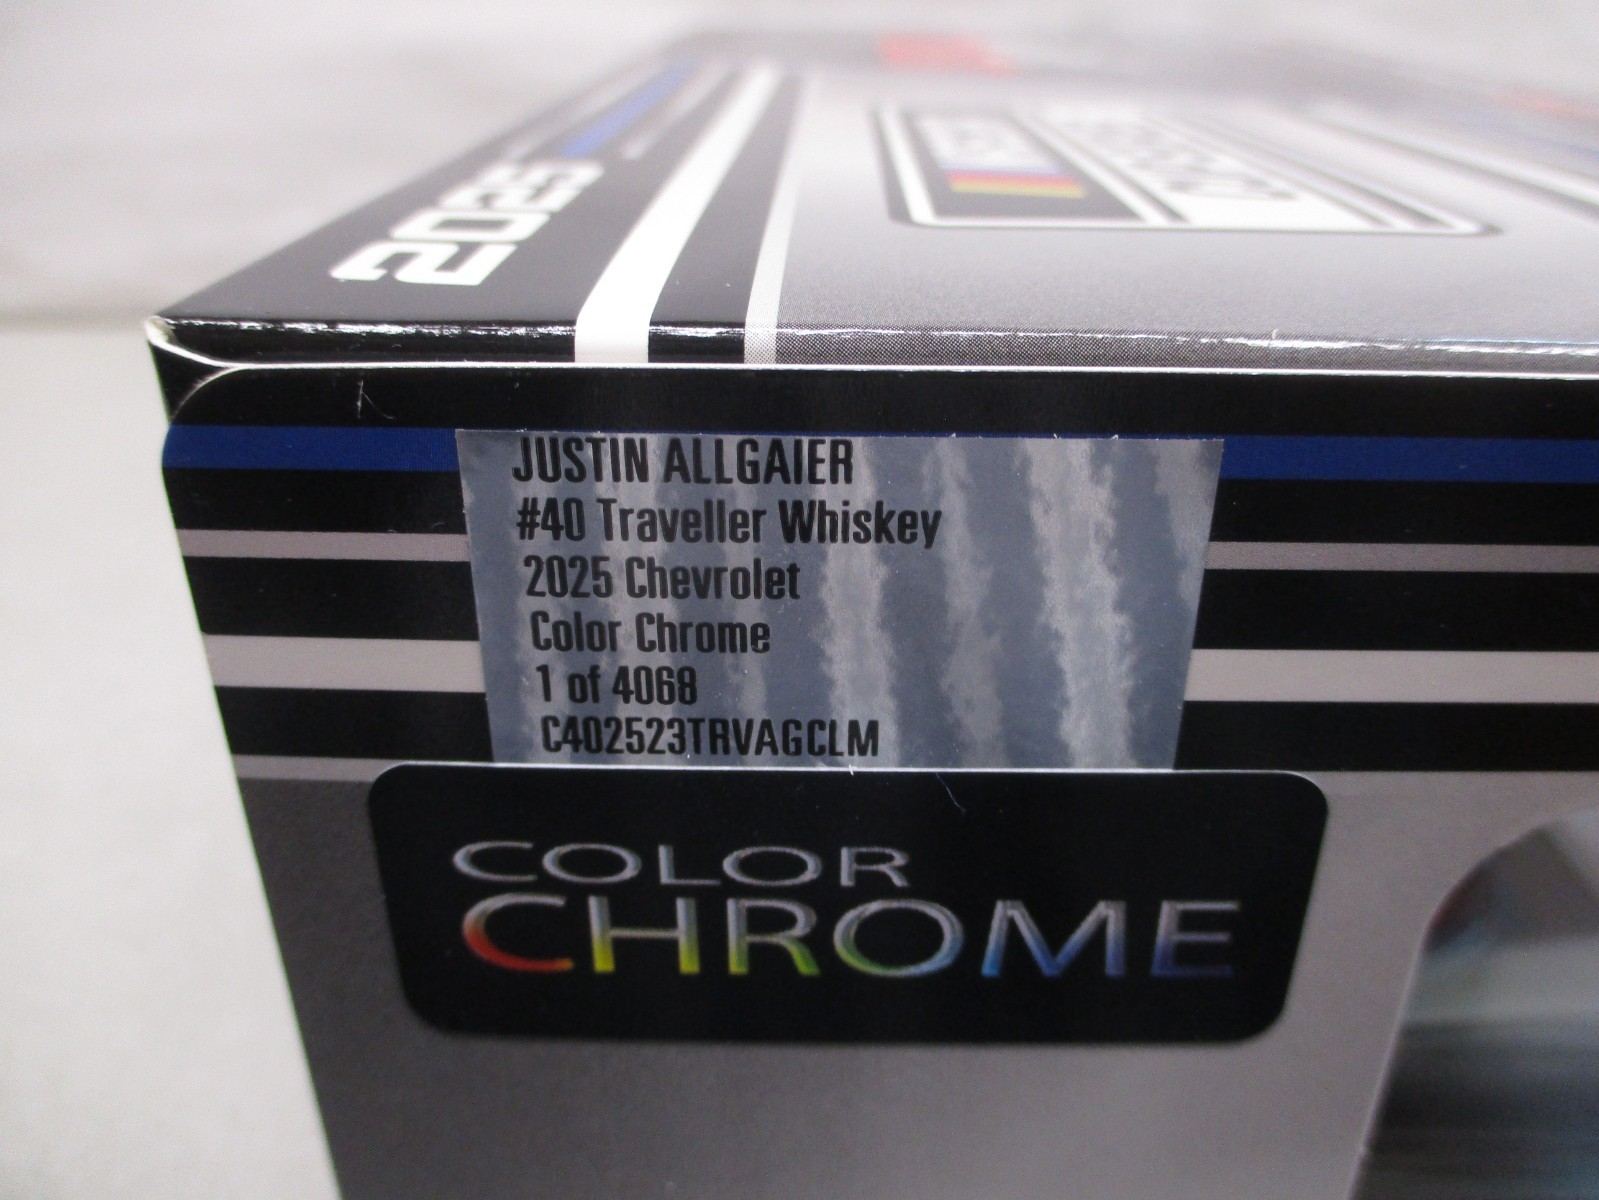 2025
JUSTIN ALLGAIER
#40 Traveller Whiskey
2025 Chevrolet
Color Chrome
1 of 4068
C402523TRVAGCLM
COLOR
CHROME